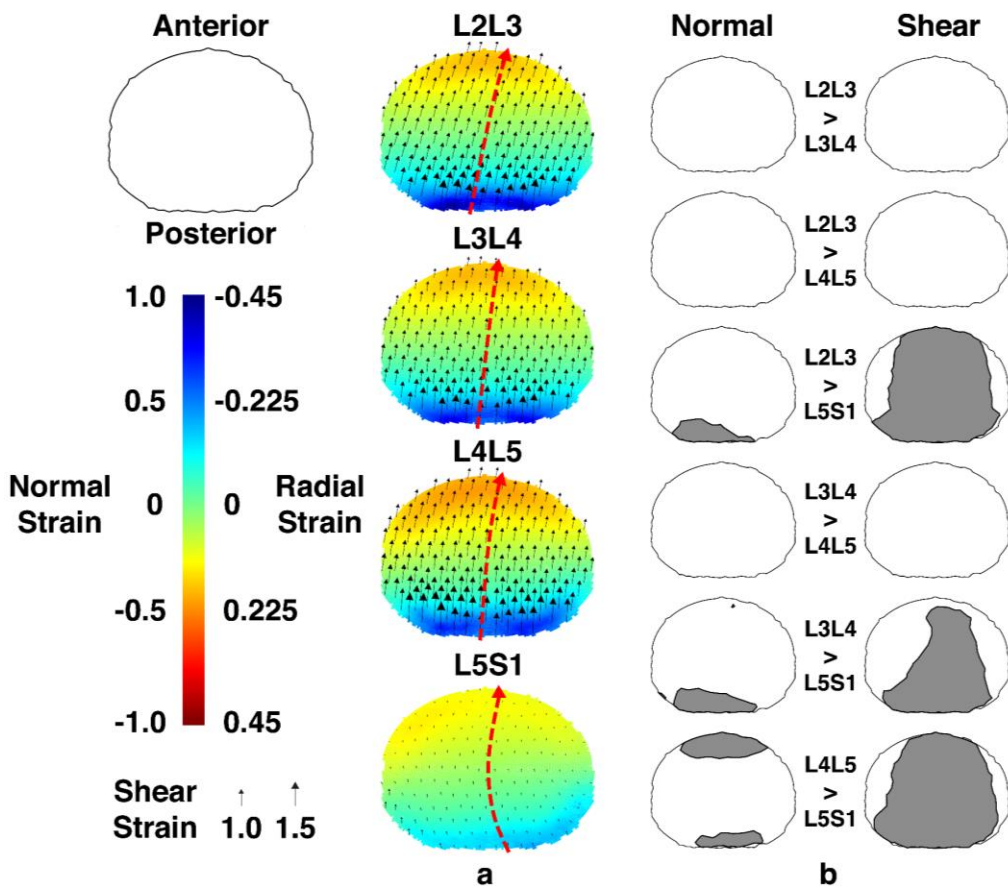 Anterior
Posterior
1.0 -0.45
0.5 -0.225
Normal Strain 0 0 Radial Strain
-0.5 0.225
-1.0 0.45
Shear Strain 1.0 1.5
L2L3
L3L4
L4L5
L5S1
a
Normal Shear
L2L3
>
L3L4
L2L3
>
L4L5
L2L3
>
L5S1
L3L4
>
L4L5
L3L4
>
L5S1
L4L5
>
L5S1
b